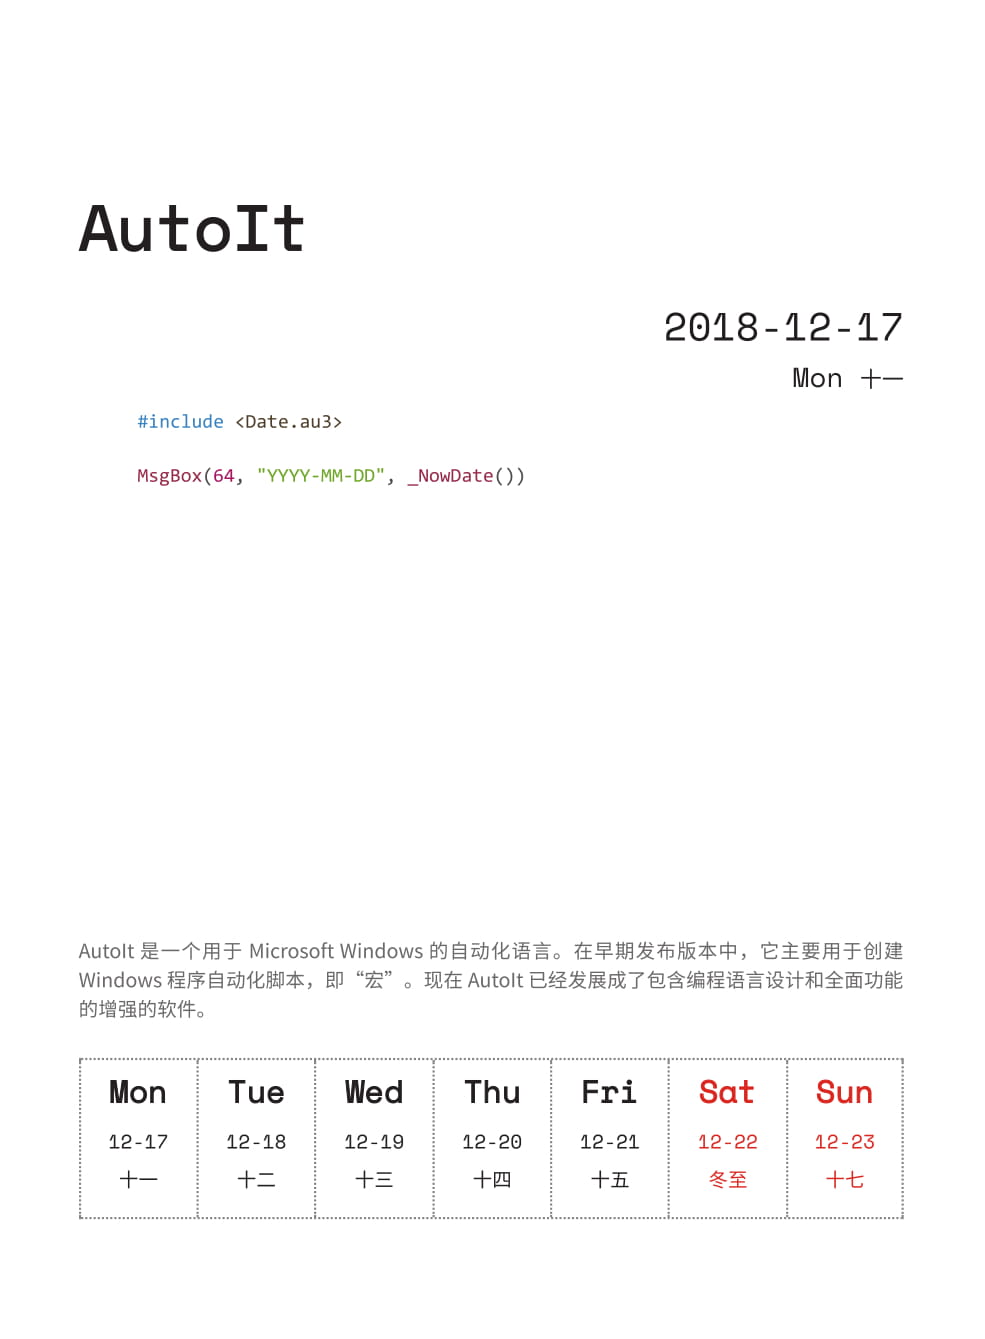 AutoIt
2018-12-17
Mon 十一
#include <Date.au3>
MsgBox(64, "YYYY-MM-DD", _NowDate())
AutoIt 是一个用于 Microsoft Windows 的自动化语言。在早期发布版本中，它主要用于创建
Windows 程序自动化脚本，即“宏”。现在 AutoIt 已经发展成了包含编程语言设计和全面功能
的增强的软件。
Mon Tue Wed Thu Fri Sat Sun
12-17 12-18 12-19 12-20 12-21 12-22 12-23
十一 十二 十三 十四 十五 冬至 十七